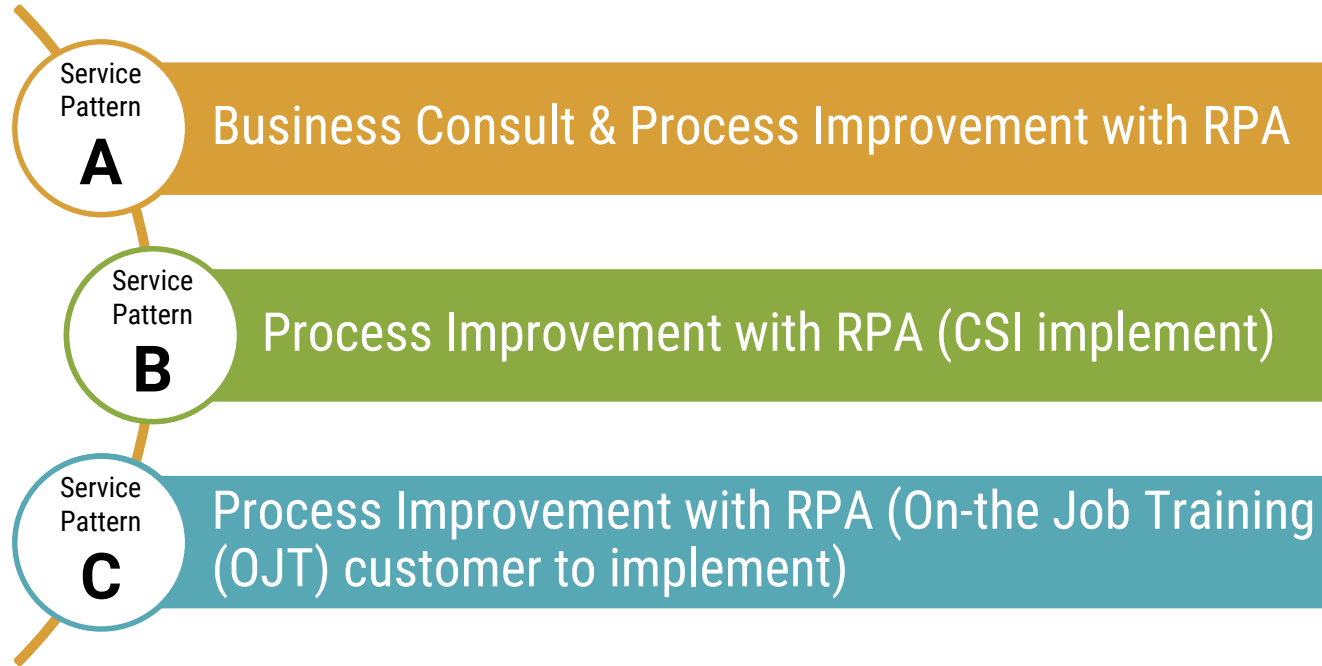 Service
Pattern
A
Business Consult & Process Improvement with RPA
Service
Pattern
B
Process Improvement with RPA (CSI implement)
Service
Pattern
C
Process Improvement with RPA (On-the Job Training
(OJT) customer to implement)